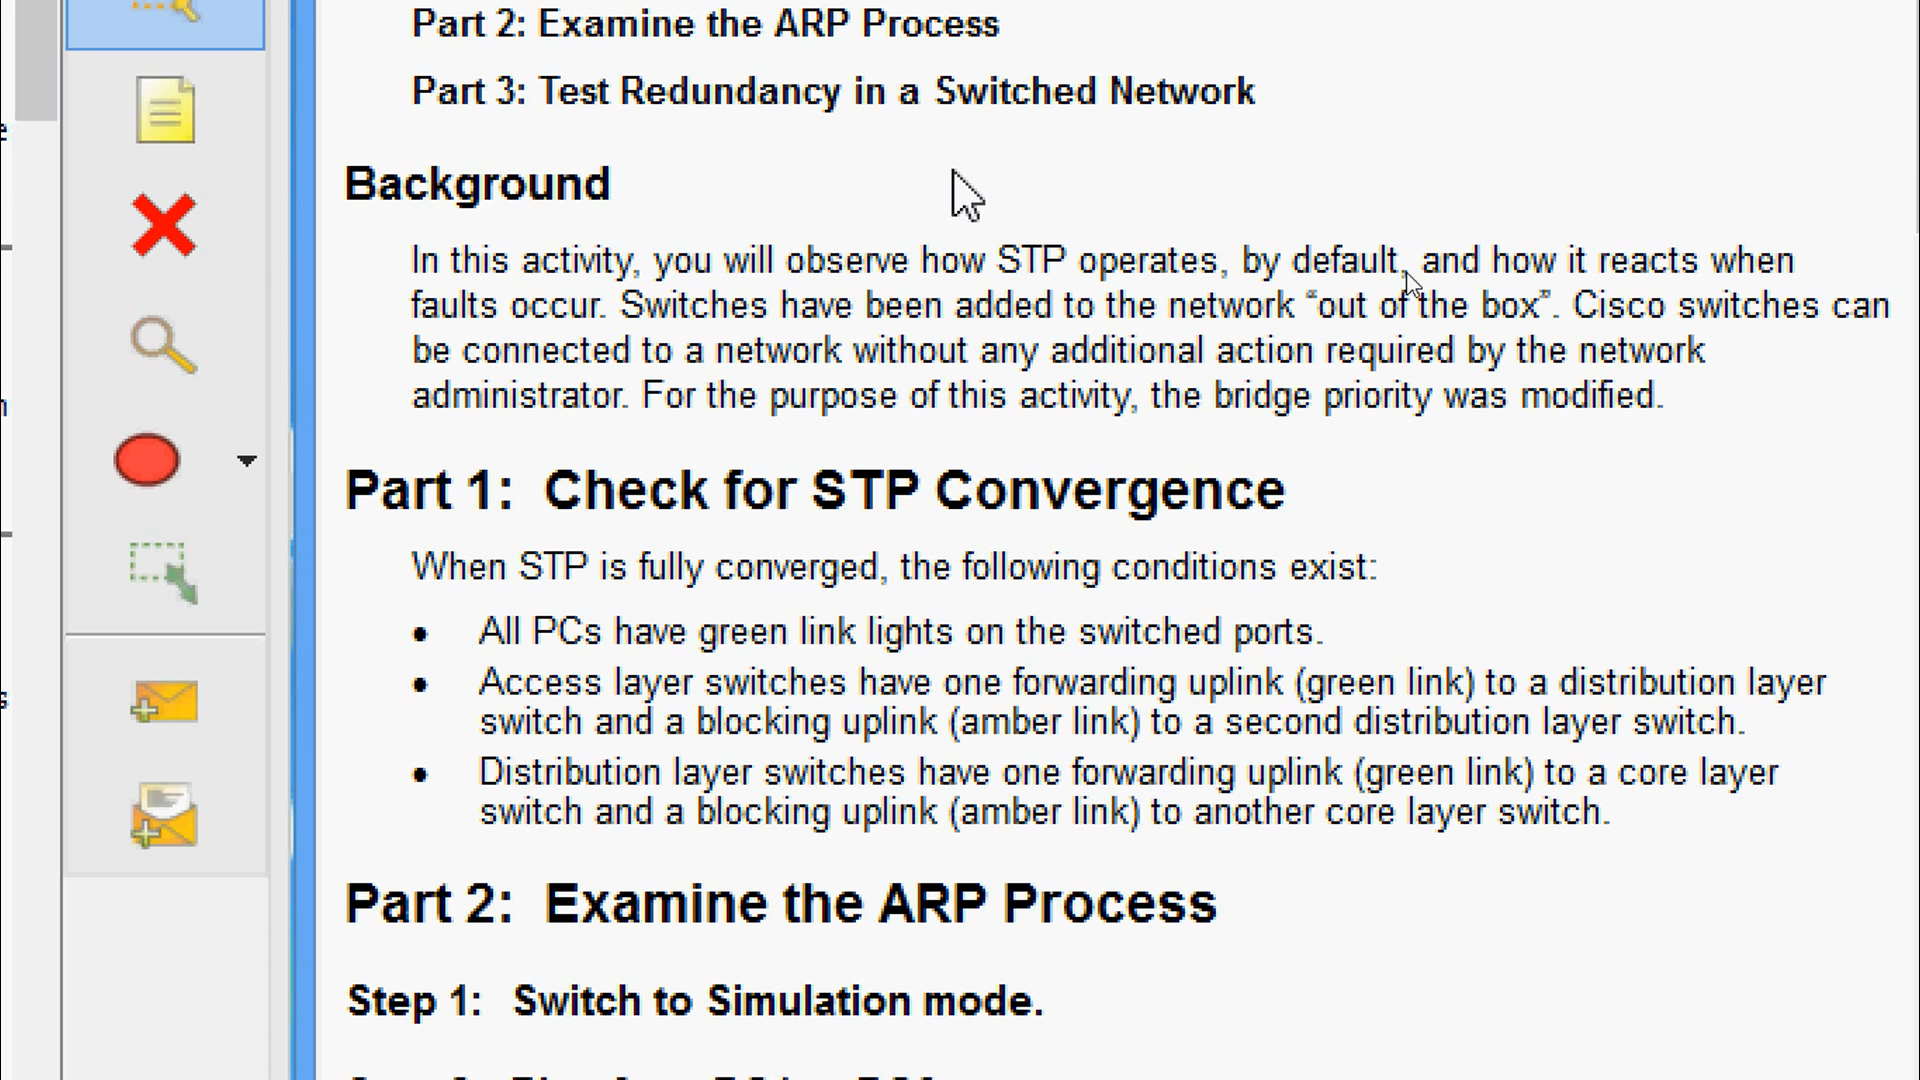 Part 2: Examine the ARP Process
Part 3: Test Redundancy in a Switched Network
Background
In this activity, you will observe how STP operates, by default, and how it reacts when
faults occur. Switches have been added to the network “out of the box”. Cisco switches can
be connected to a network without any additional action required by the network
administrator. For the purpose of this activity, the bridge priority was modified.
Part 1: Check for STP Convergence
When STP is fully converged, the following conditions exist:
• All PCs have green link lights on the switched ports.
• Access layer switches have one forwarding uplink (green link) to a distribution layer
switch and a blocking uplink (amber link) to a second distribution layer switch.
• Distribution layer switches have one forwarding uplink (green link) to a core layer
switch and a blocking uplink (amber link) to another core layer switch.
Part 2: Examine the ARP Process
Step 1: Switch to Simulation mode.